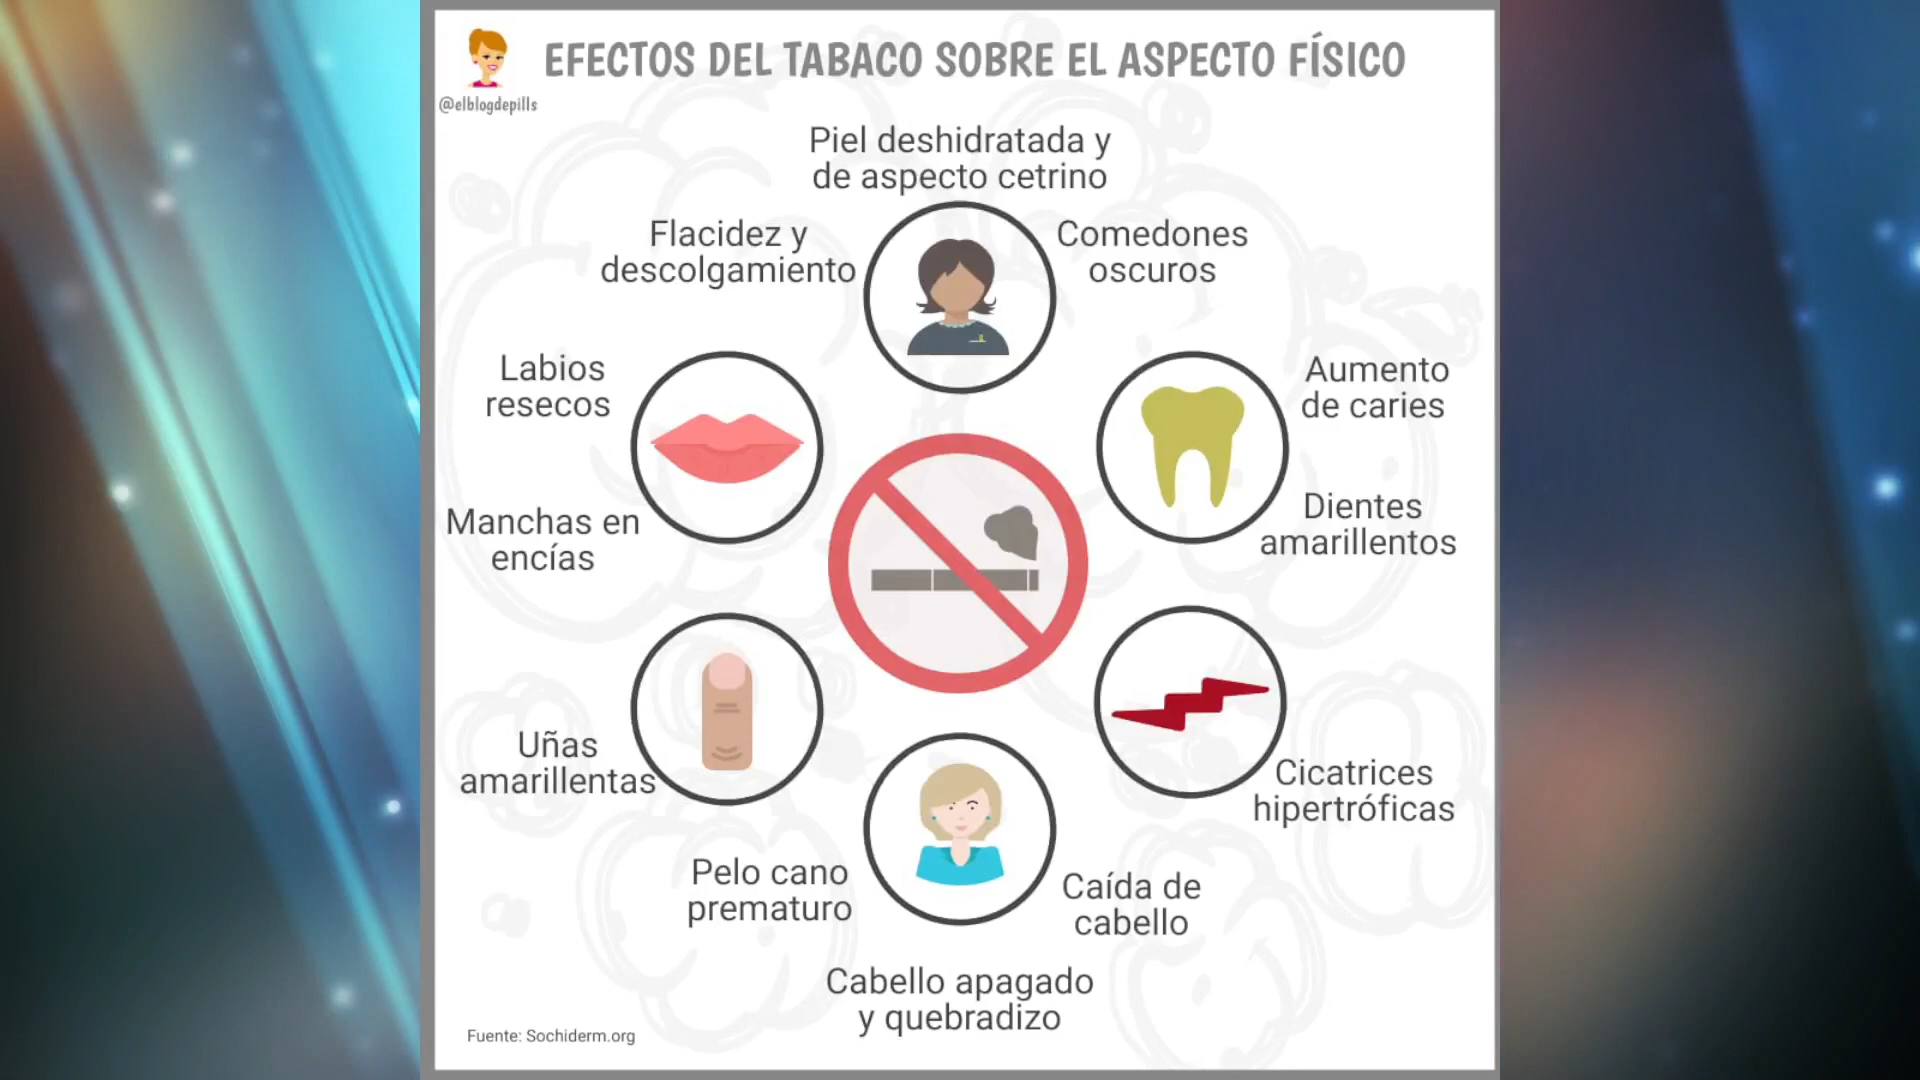 EFECTOS DEL TABACO SOBRE EL ASPECTO FÍSICO
@elblogdepills
Piel deshidratada y
de aspecto cetrino
Flacidez y
descolgamiento
Comedones
oscuros
Labios
resecos
Aumento
de caries
Manchas en
encías
Dientes
amarillentos
Uñas
amarillentas
Cicatrices
hipertróficas
Pelo cano
prematuro
Caída de
cabello
Cabello apagado
y quebradizo
Fuente: Sochiderm.org